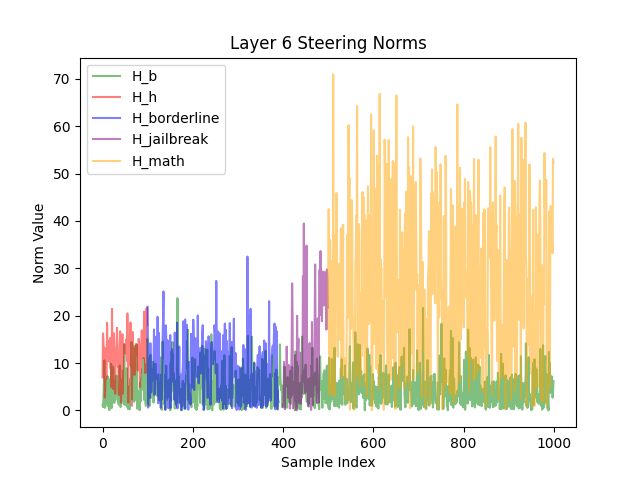 Layer 6 Steering Norms
H_b
H_h
H_borderline
H_jailbreak
H_math
Norm Value
70
60
50
40
30
20
10
0
0 200 400 600 800 1000
Sample Index